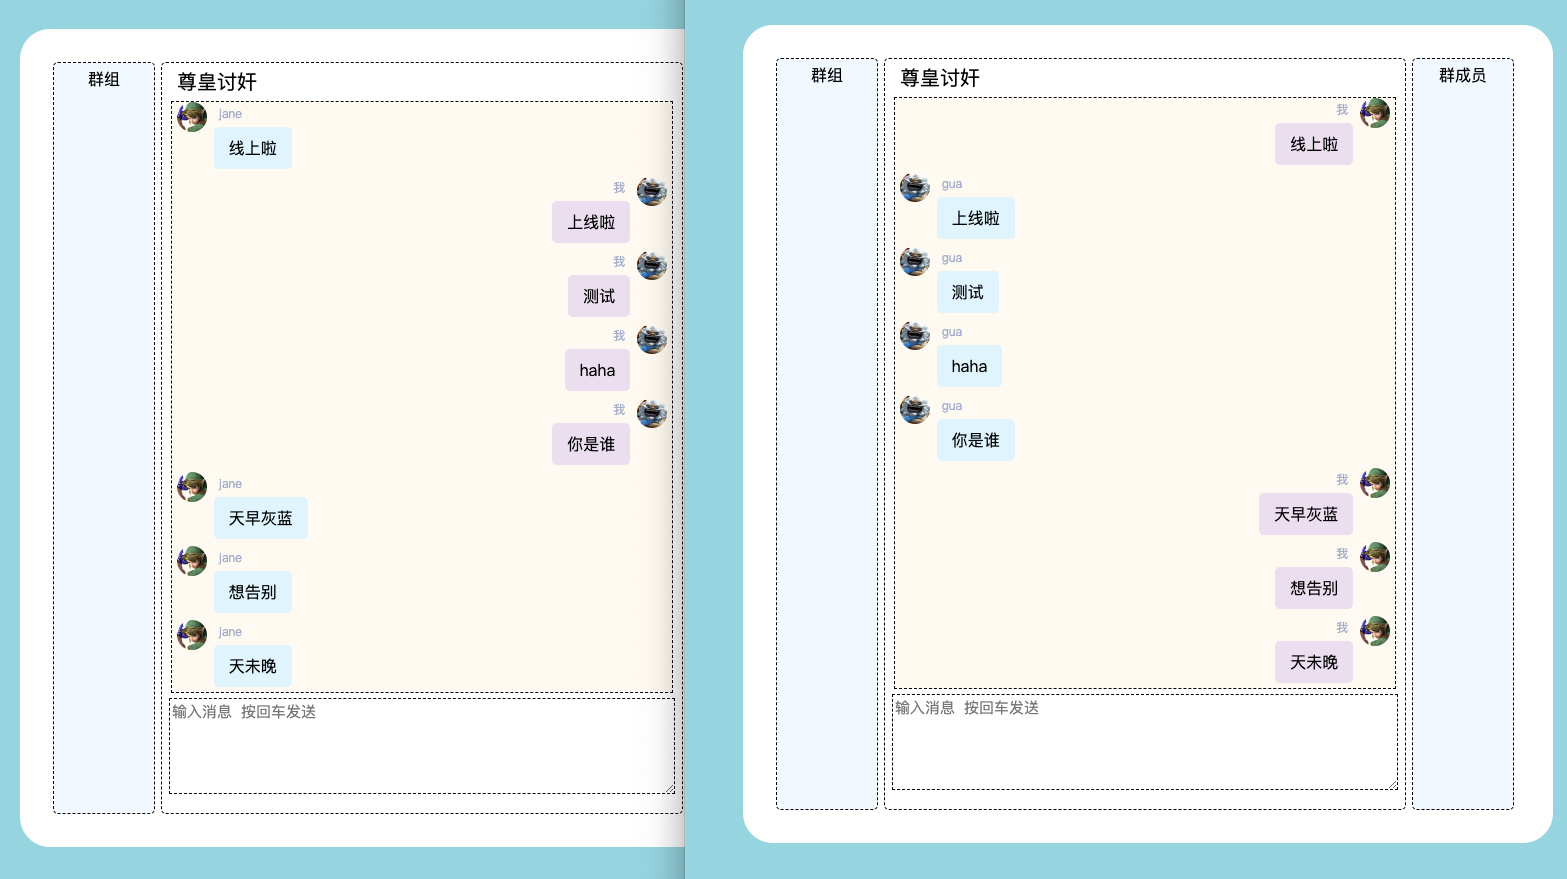 群组
尊皇讨奸
jane
线上啦
我
上线啦
我
测试
我
haha
我
你是谁
jane
天早灰蓝
jane
想告别
jane
天未晚
输入消息 按回车发送
群组
尊皇讨奸
我
线上啦
gua
上线啦
gua
测试
gua
haha
gua
你是谁
我
天早灰蓝
我
想告别
我
天未晚
输入消息 按回车发送
群成员